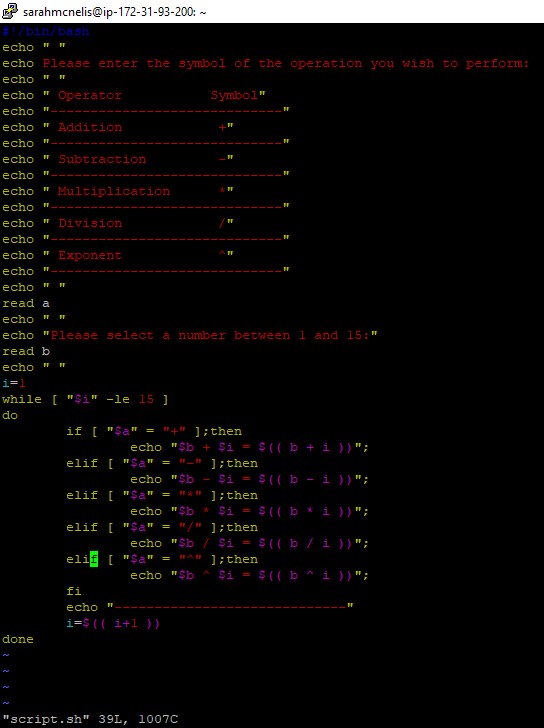 sarahmcnelis@ip-172-31-93-200: ~
#!/bin/bash
echo " "
echo Please enter the symbol of the operation you wish to perform:
echo " "
echo " Operator           Symbol"
echo "-----------------------------"
echo " Addition            +"
echo "-----------------------------"
echo " Subtraction         -"
echo "-----------------------------"
echo " Multiplication      *"
echo "-----------------------------"
echo " Division            /"
echo "-----------------------------"
echo " Exponent            ^"
echo "-----------------------------"
echo " "
read a
echo " "
echo "Please select a number between 1 and 15:"
read b
echo " "
i=1
while [ "$i" -le 15 ]
do
        if [ "$a" = "+" ];then
                echo "$b + $i = $(( b + i ))";
        elif [ "$a" = "-" ];then
                echo "$b - $i = $(( b - i ))";
        elif [ "$a" = "*" ];then
                echo "$b * $i = $(( b * i ))";
        elif [ "$a" = "/" ];then
                echo "$b / $i = $(( b / i ))";
        elif [ "$a" = "^" ];then
                echo "$b ^ $i = $(( b ^ i ))";
        fi
        echo "-----------------------------"
        i=$(( i+1 ))
done
~
~
~
~
"script.sh" 39L, 1007C